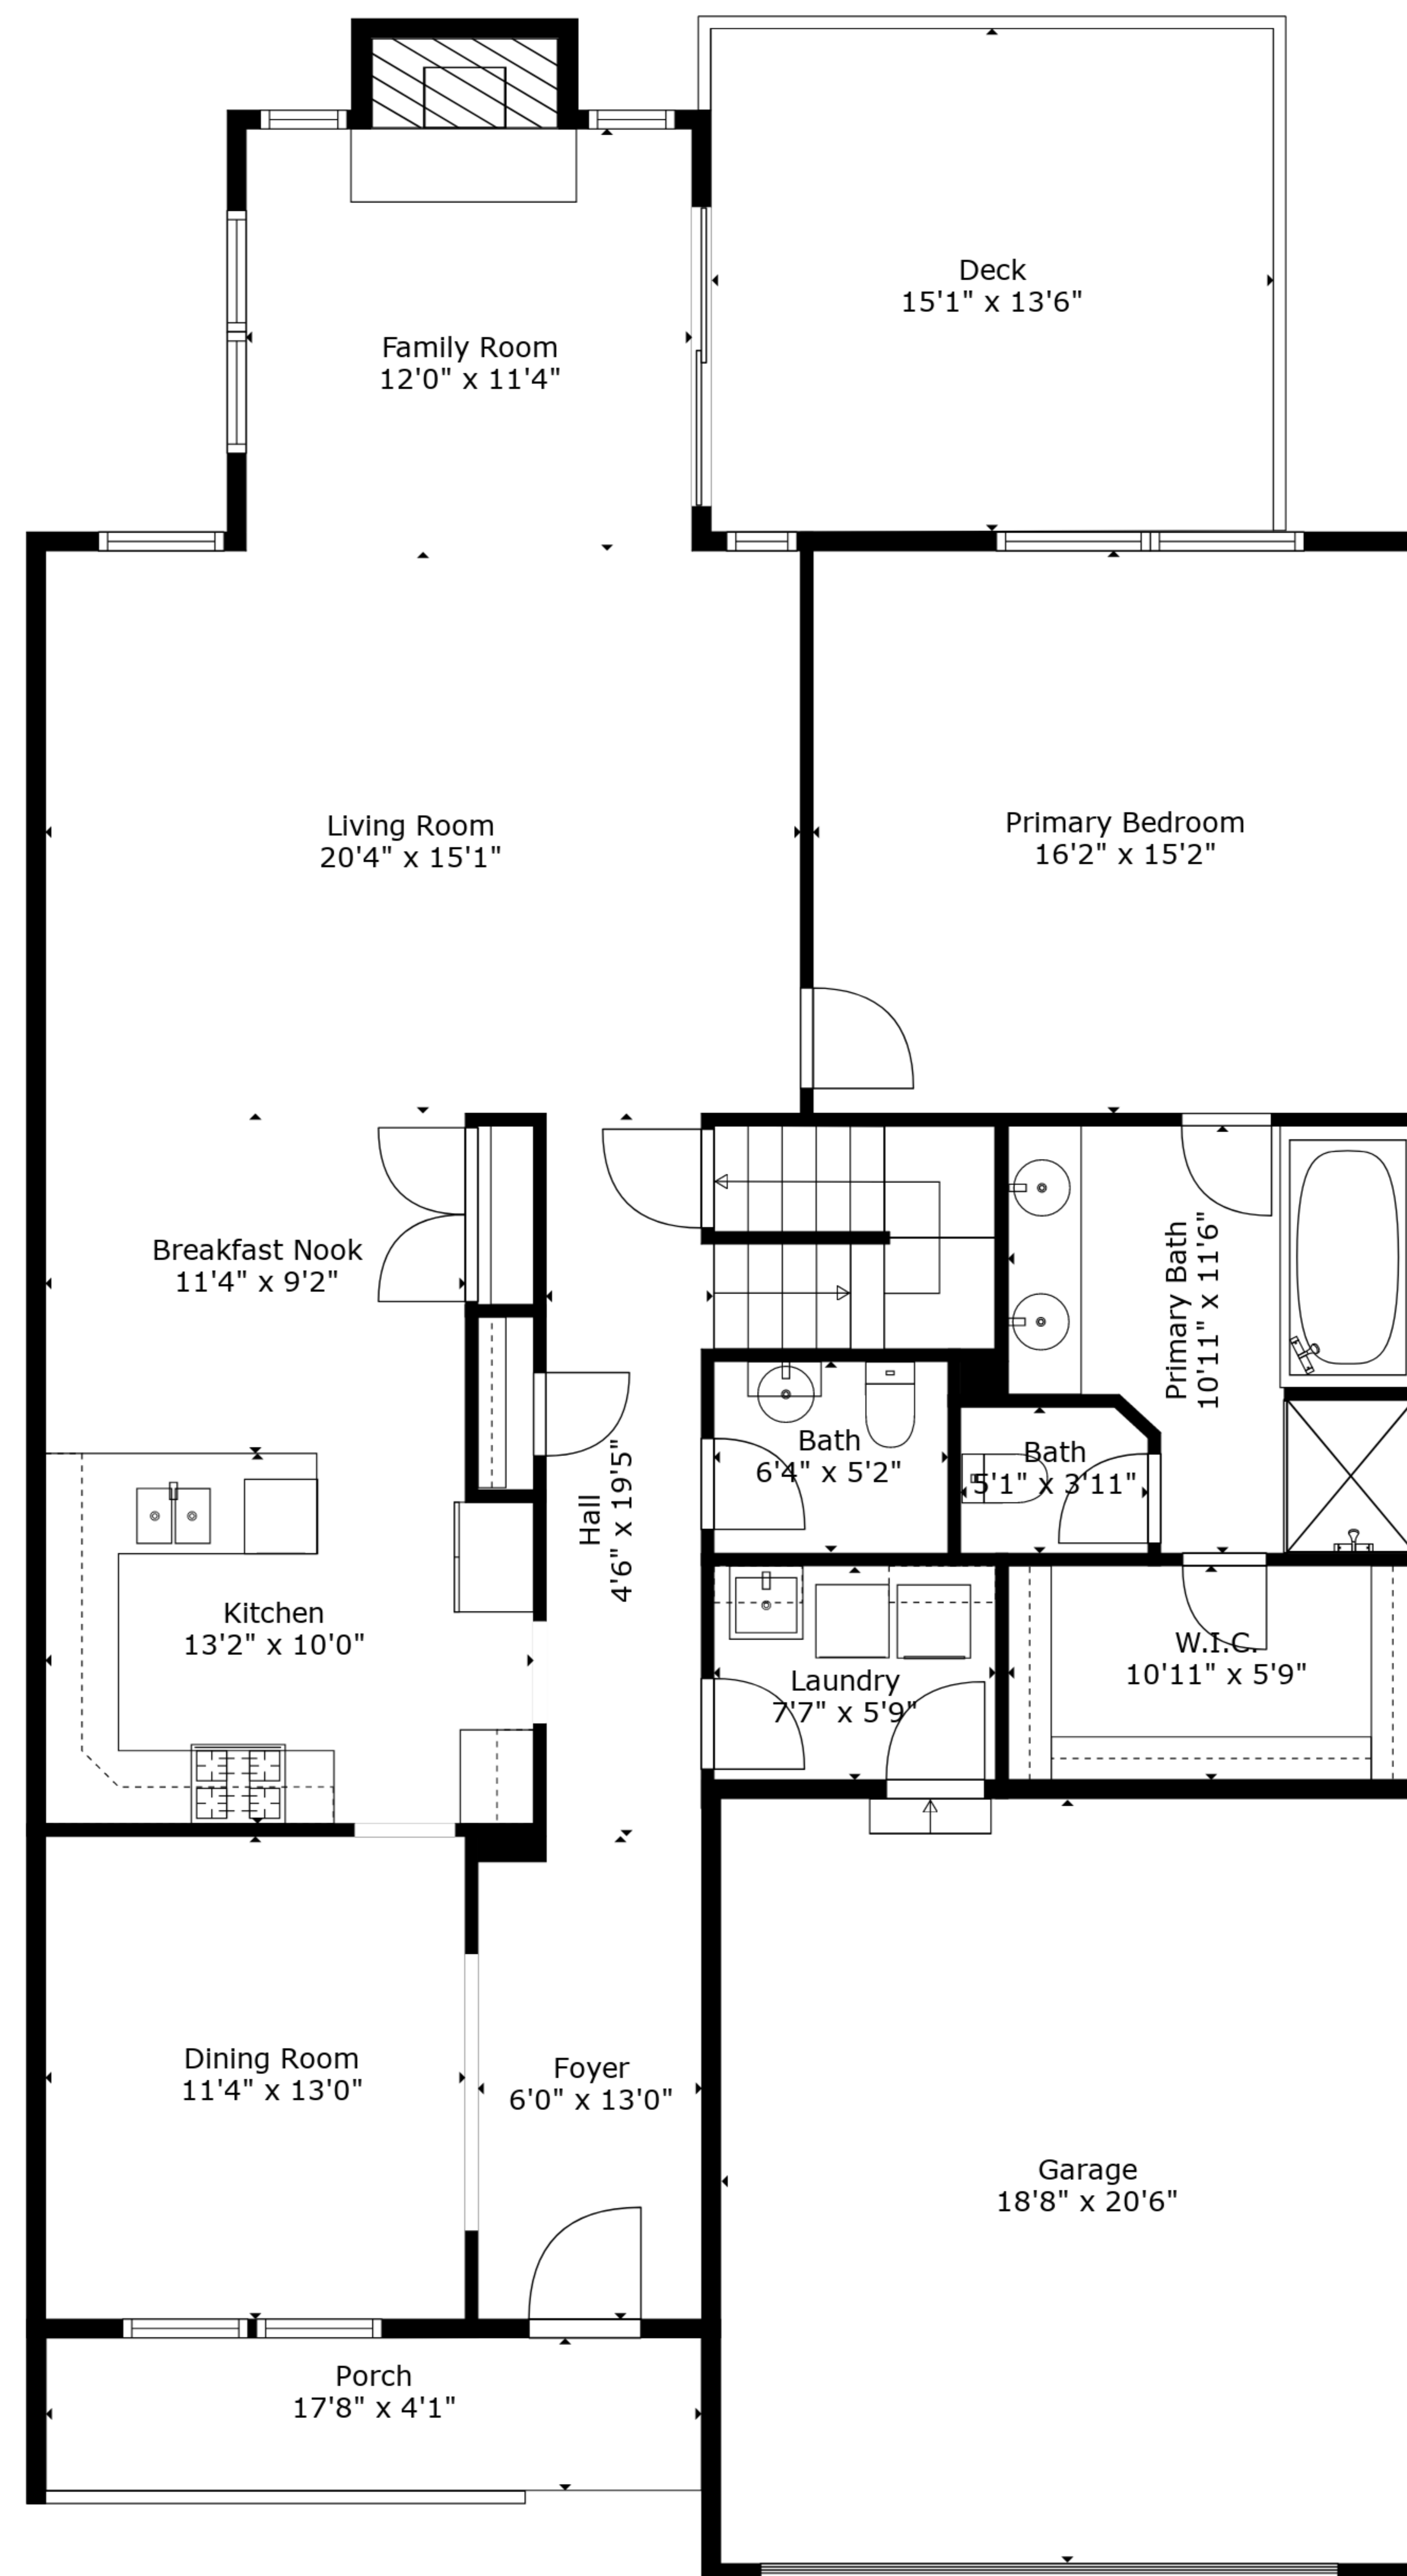 Deck
15'1" x 13'6"
Family Room
12'0" x 11'4"
Living Room
20'4" x 15'1"
Primary Bedroom
16'2" x 15'2"
Breakfast Nook
11'4" x 9'2"
Primary Bath
10'11" x 11'6"
Bath
6'4" x 5'2"
Bath
5'1" x 3'11"
Hall
4'6" x 19'5"
Kitchen
13'2" x 10'0"
Laundry
7'7" x 5'9"
W.I.C.
10'11" x 5'9"
Dining Room
11'4" x 13'0"
Foyer
6'0" x 13'0"
Garage
18'8" x 20'6"
Porch
17'8" x 4'1"